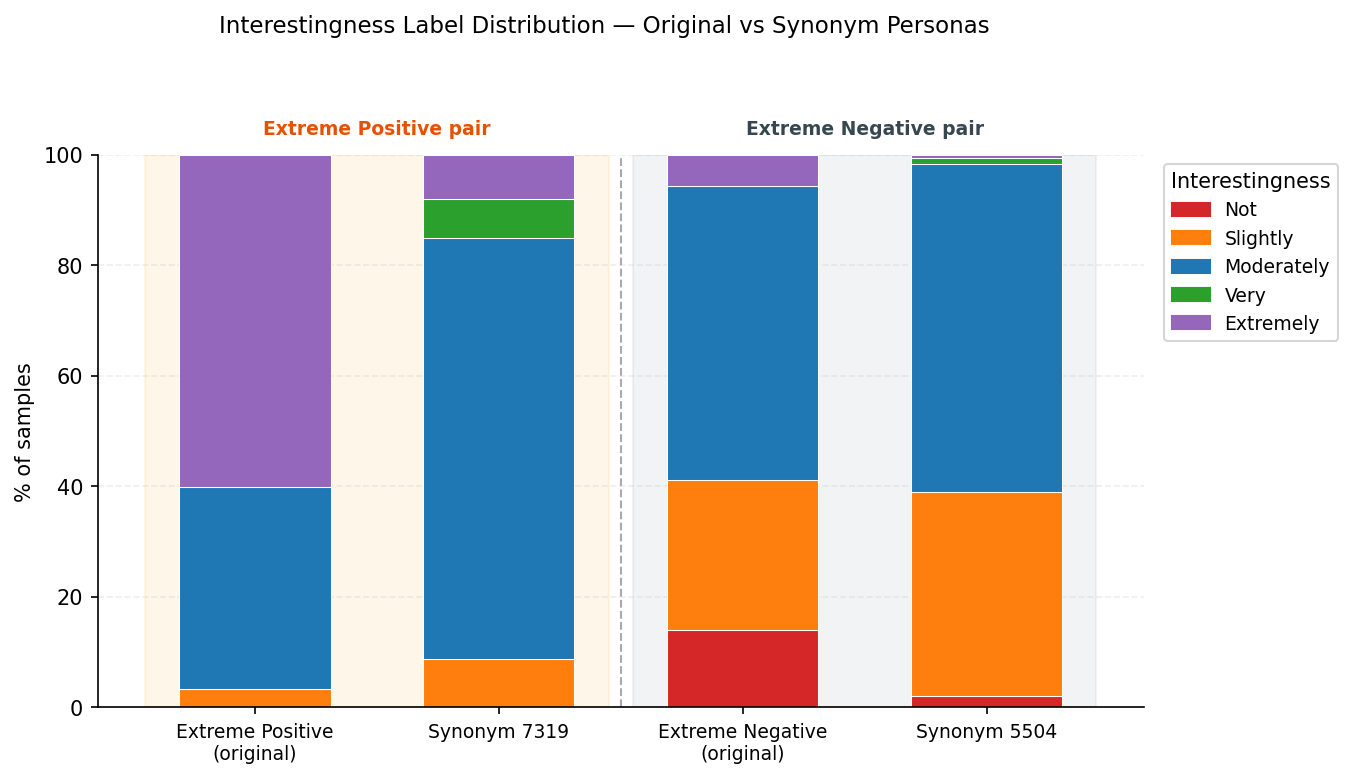 Interestingness Label Distribution — Original vs Synonym Personas
Extreme Positive pair
Extreme Negative pair
100
80
60
40
20
0
% of samples
Extreme Positive
(original)
Synonym 7319
Extreme Negative
(original)
Synonym 5504
Interestingness
Not
Slightly
Moderately
Very
Extremely